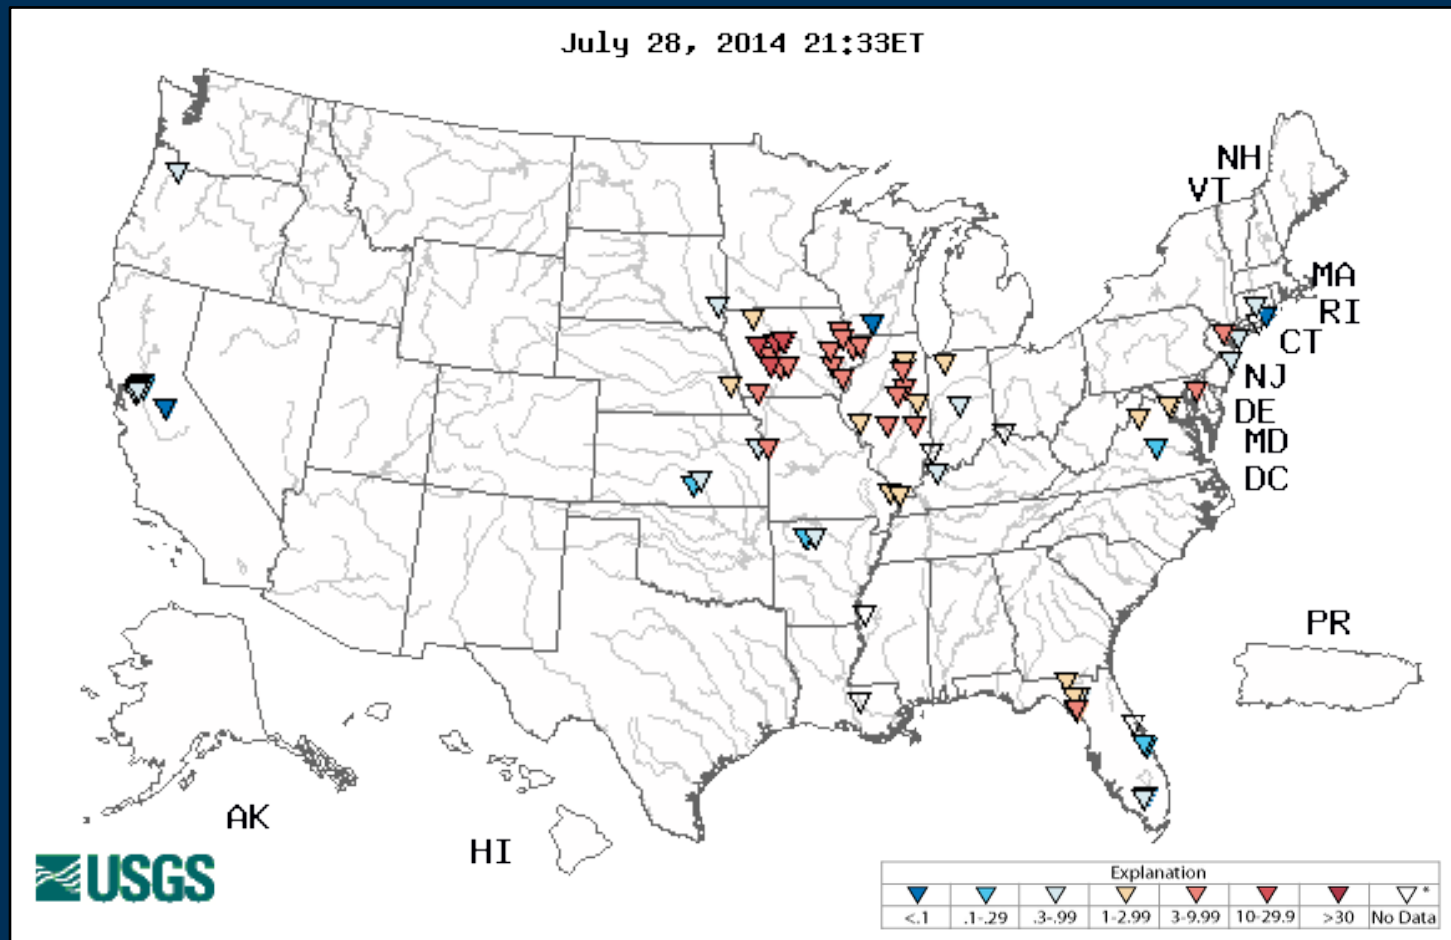 July 28, 2014 21:33ET
NH
VT
MA
RI
CT
NJ
DE
MD
DC
PR
AK
HI
USGS
Explanation
<.1 .1-.29 .3-.99 1-2.99 3-9.99 10-29.9 >30 No Data *